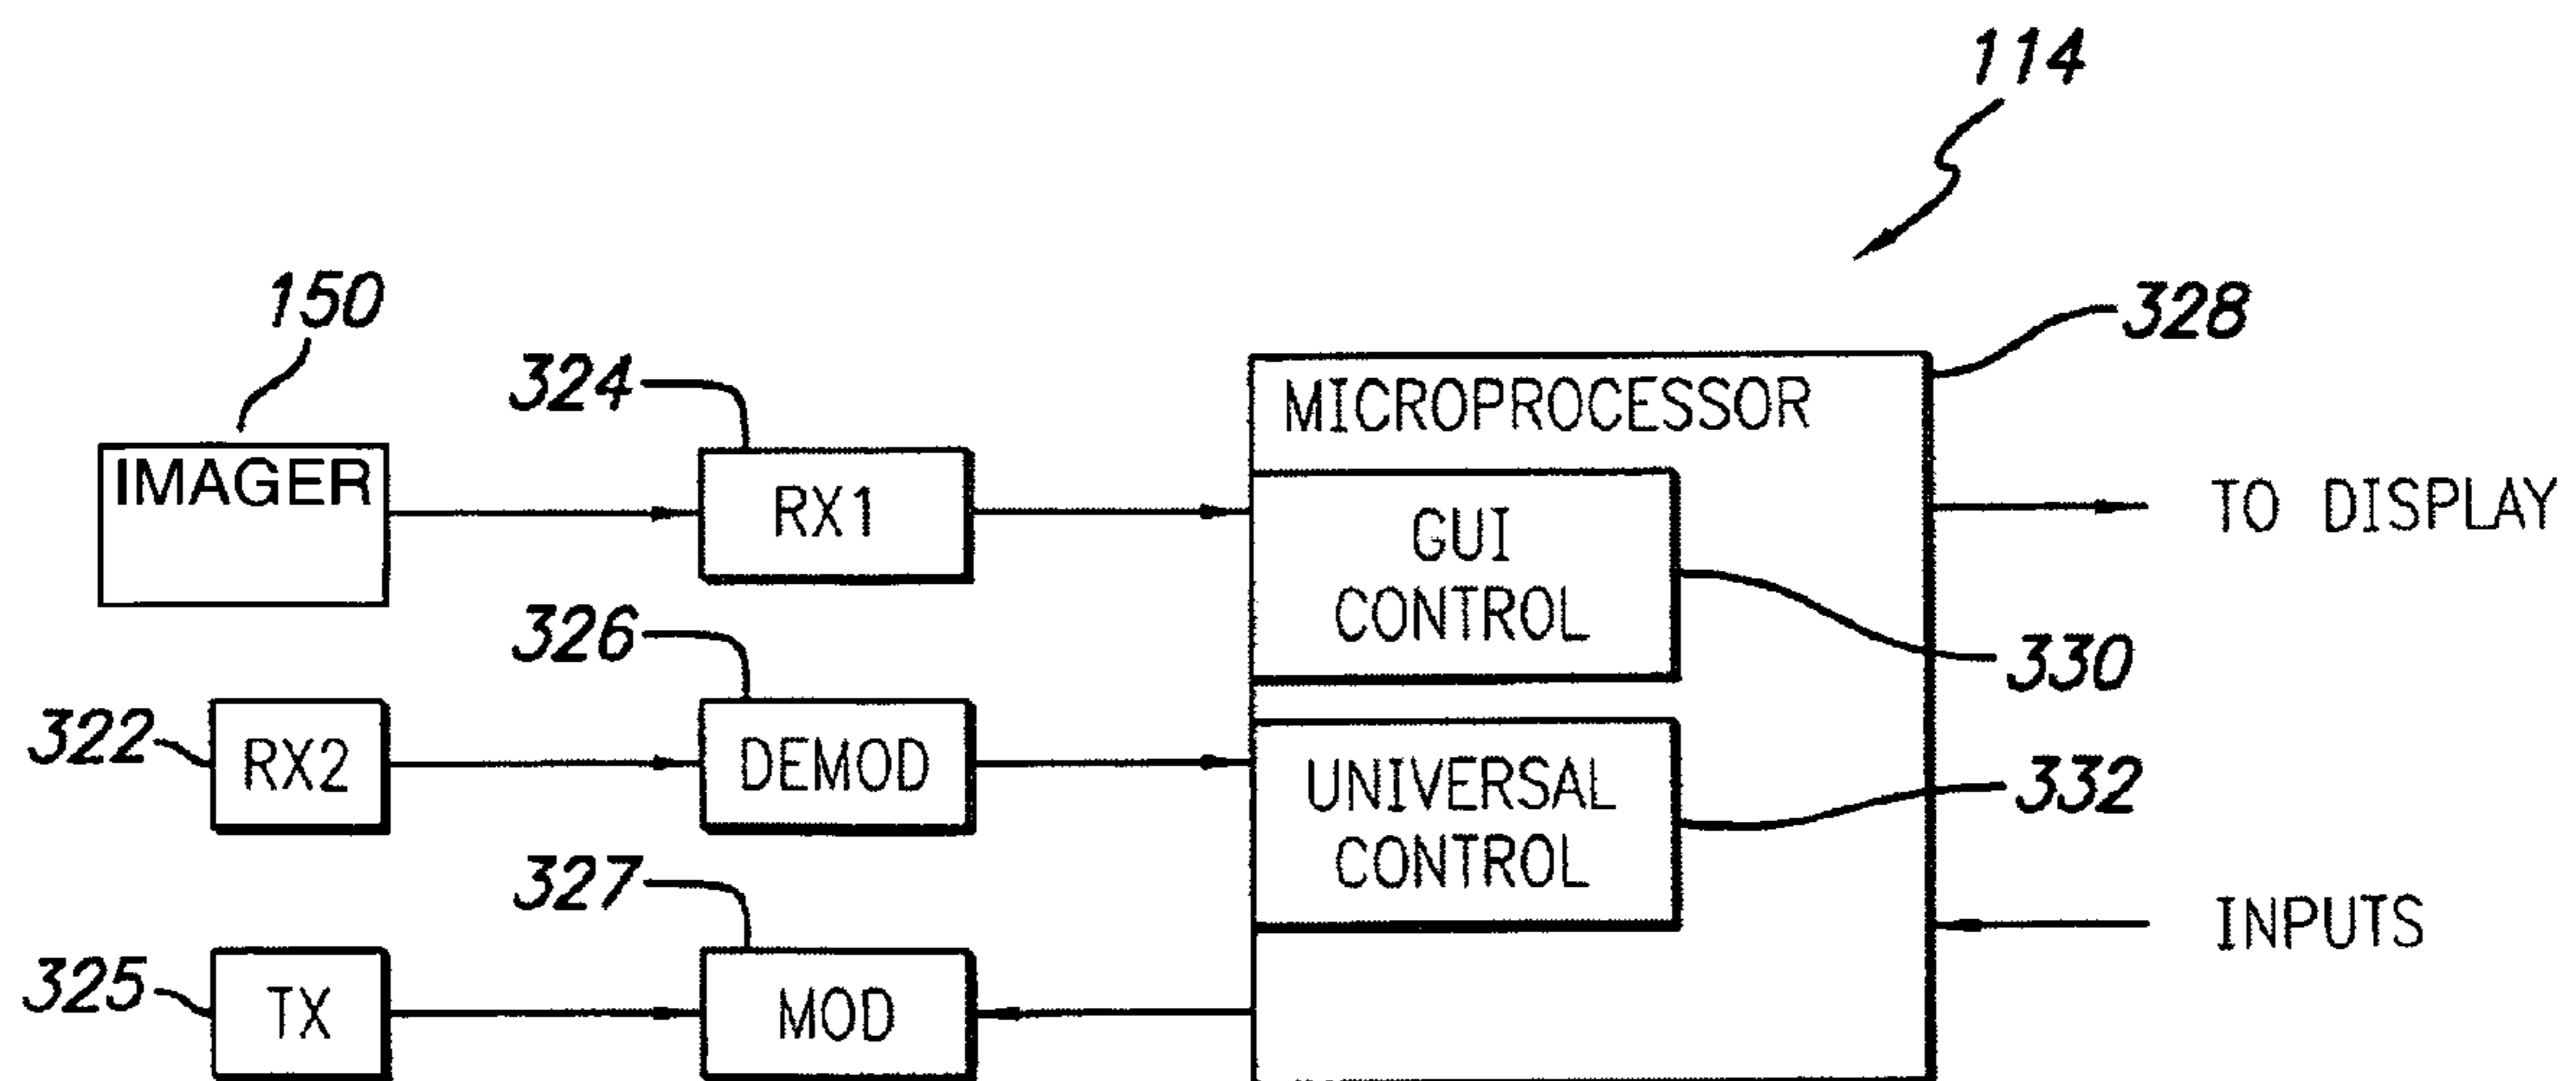 114
150
324
328
MICROPROCESSOR
IMAGER
RX1
GUI
CONTROL
TO DISPLAY
326
330
322
RX2
DEMOD
UNIVERSAL
CONTROL
332
327
INPUTS
325
TX
MOD